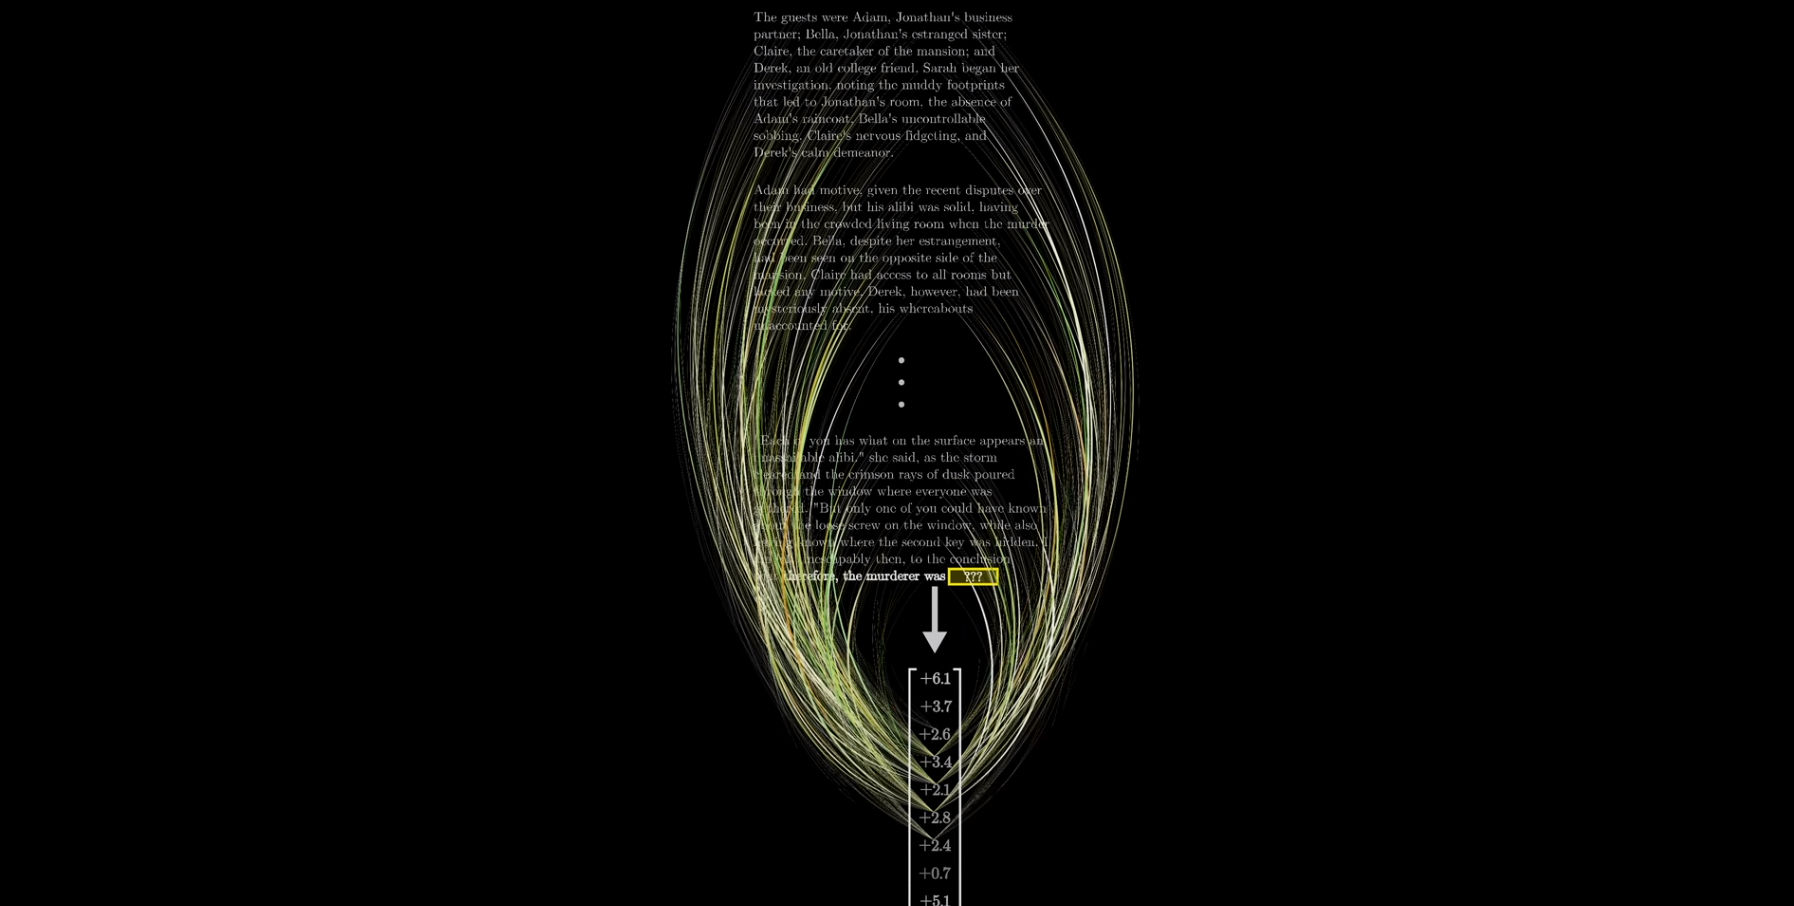 The guests were Adam, Jonathan's business
partner; Bella, Jonathan's estranged sister;
Claire, the caretaker of the mansion; and
Derek, an old college friend. Sarah began her
investigation, noting the muddy footprints
that led to Jonathan's room, the absence of
Adam's raincoat, Bella's uncontrollable
sobbing, Claire's nervous fidgeting, and
Derek's calm demeanor.
Adam had motive, given the recent disputes over
their business, but his alibi was solid, having
been in the crowded living room when the murder
occurred. Bella, despite her estrangement,
had been seen on the opposite side of the
mansion. Claire had access to all rooms but
lacked any motive. Derek, however, had been
mysteriously absent, his whereabouts
unaccounted for.
"Each of you has what on the surface appears an
unassailable alibi," she said, as the storm
cleared and the crimson rays of dusk poured
through the window where everyone was
gathered. "But only one of you could have known
about the loose screw on the window, while also
having known where the second key was hidden. I
inescapably then, to the conclusion
therefore, the murderer was ???
+6.1
+3.7
+2.6
+3.4
+2.1
+2.8
+2.4
+0.7
+5.1